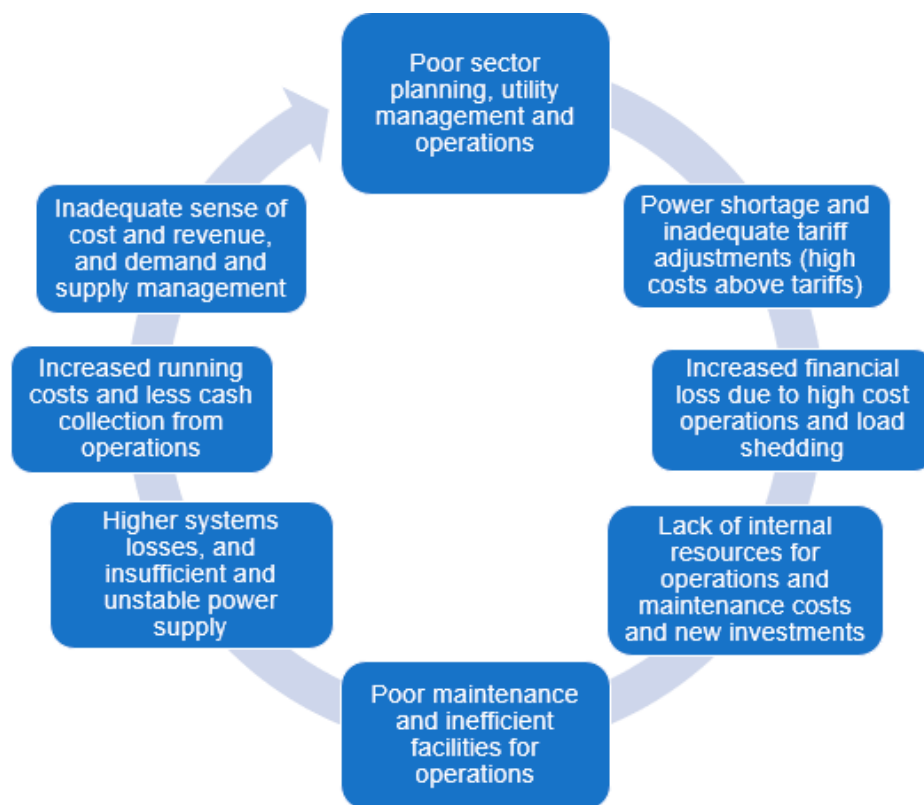 Poor sector
planning, utility
management and
operations
Power shortage and
inadequate tariff
adjustments (high
costs above tariffs)
Increased financial
loss due to high cost
operations and load
shedding
Lack of internal
resources for
operations and
maintenance costs
and new investments
Poor maintenance
and inefficient
facilities for
operations
Higher systems
losses, and
insufficient and
unstable power
supply
Increased running
costs and less cash
collection from
operations
Inadequate sense of
cost and revenue,
and demand and
supply management